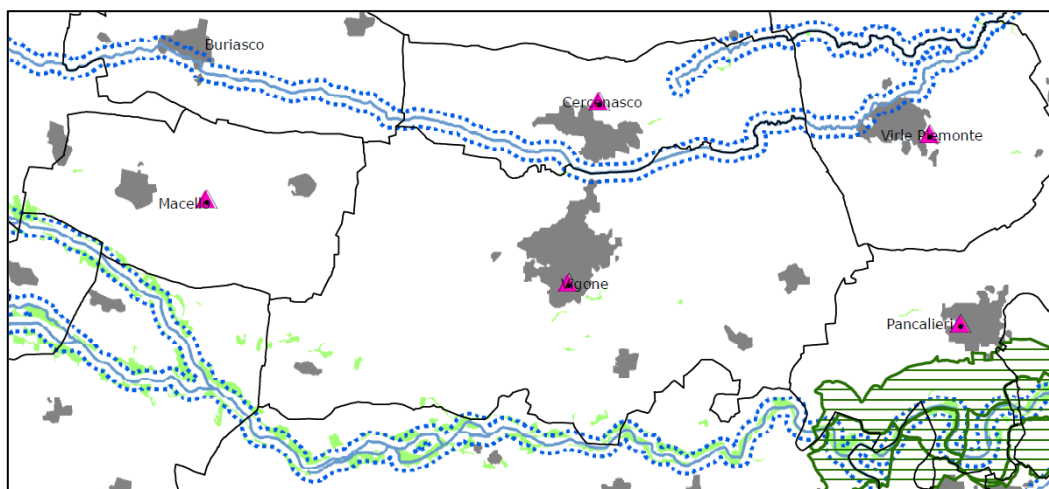 Buriasco
Cercenasco
Virle Piemonte
Macello
Vigone
Pancalieri